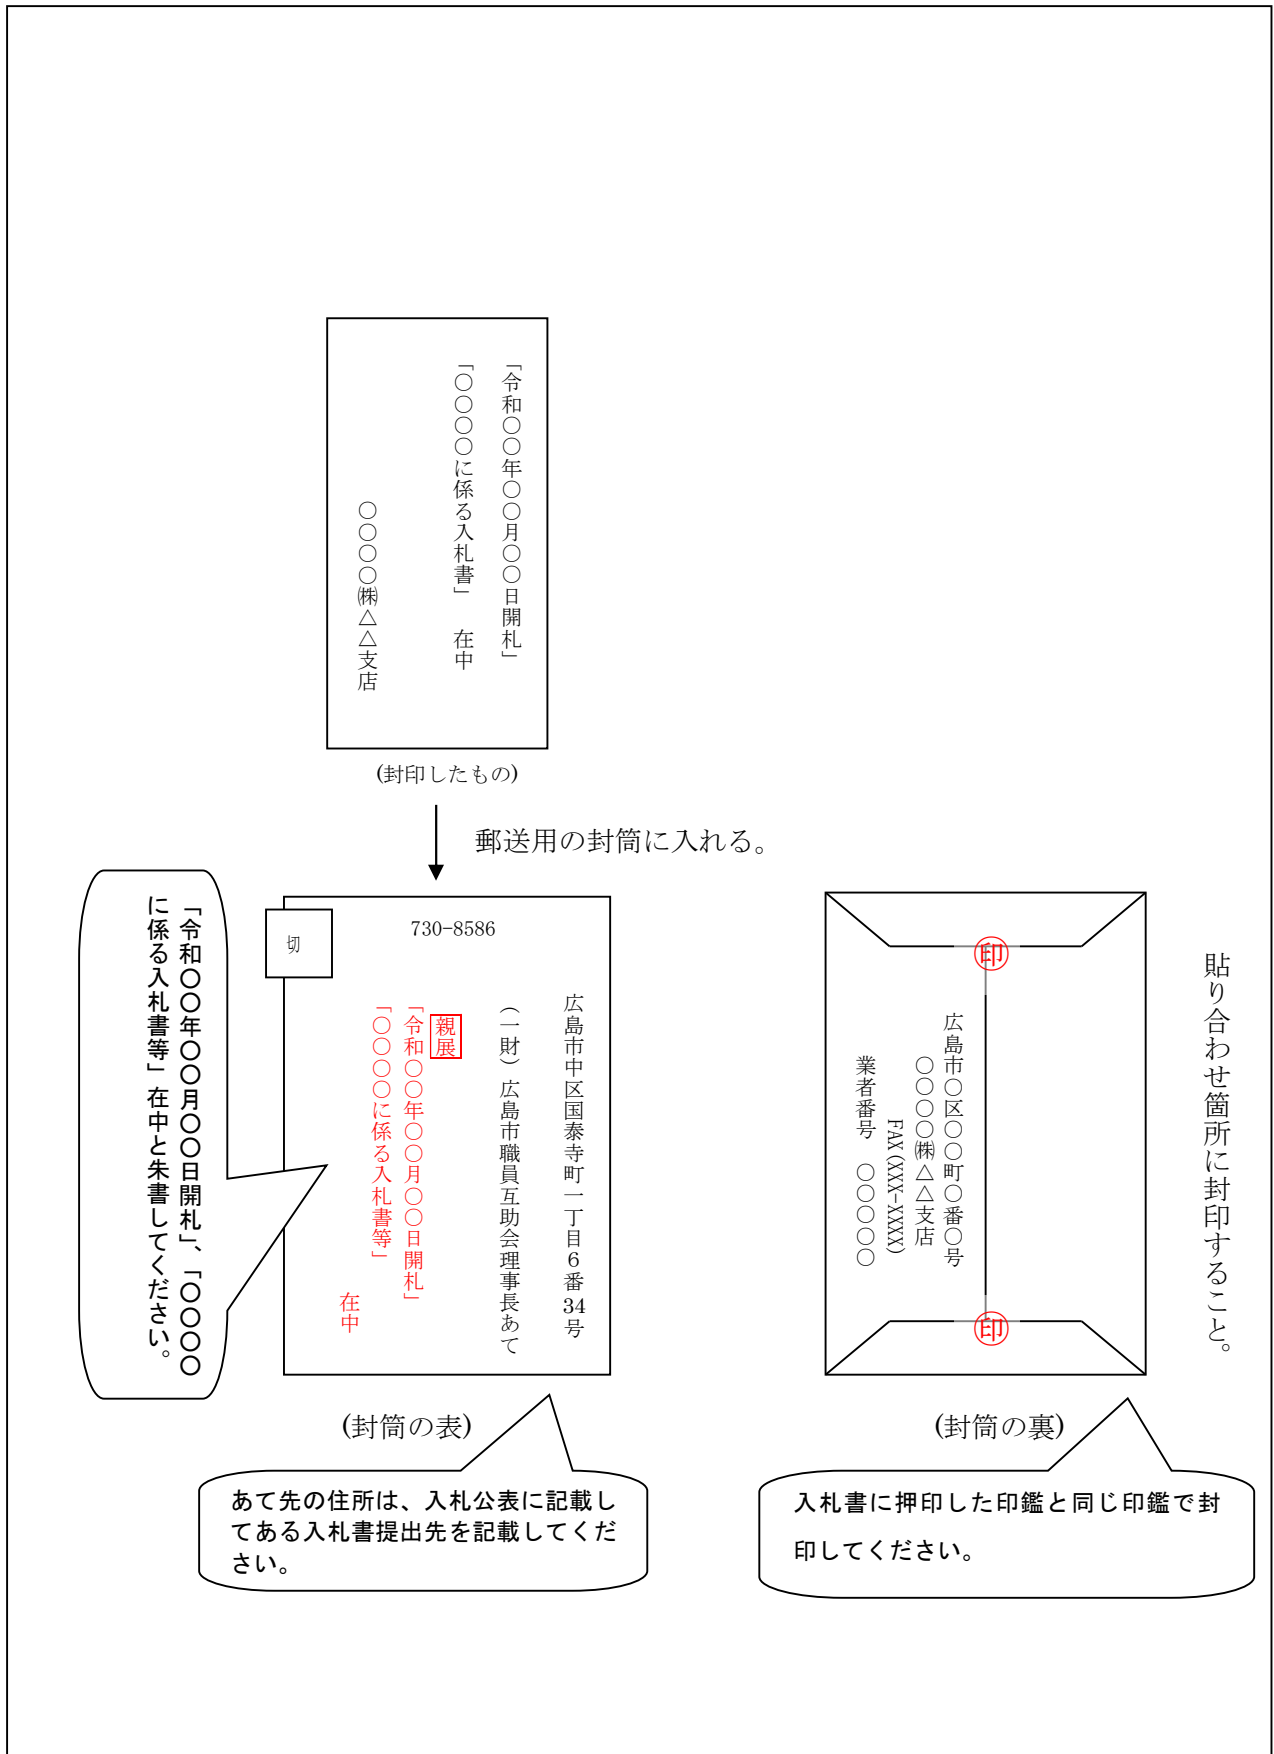 「令和〇〇年〇〇月〇〇日開札」
「〇〇〇〇に係る入札書」　在中
〇〇〇〇㈱△△支店
(封印したもの)
郵送用の封筒に入れる。
「令和〇〇年〇〇月〇〇日開札」、「〇〇〇〇
に係る入札書等」在中と朱書してください。
切
730-8586
広島市中区国泰寺町一丁目６番34号
（一財）広島市職員互助会理事長あて
親展
「令和〇〇年〇〇月〇〇日開札」
「〇〇〇〇に係る入札書等」
在中
(封筒の表)
あて先の住所は、入札公表に記載し
てある入札書提出先を記載してくだ
さい。
貼り合わせ箇所に封印すること。
印
広島市〇区〇〇町〇番〇号
〇〇〇〇㈱△△支店
FAX(XXX-XXXX)
業者番号　〇〇〇〇〇
印
(封筒の裏)
入札書に押印した印鑑と同じ印鑑で封
印してください。